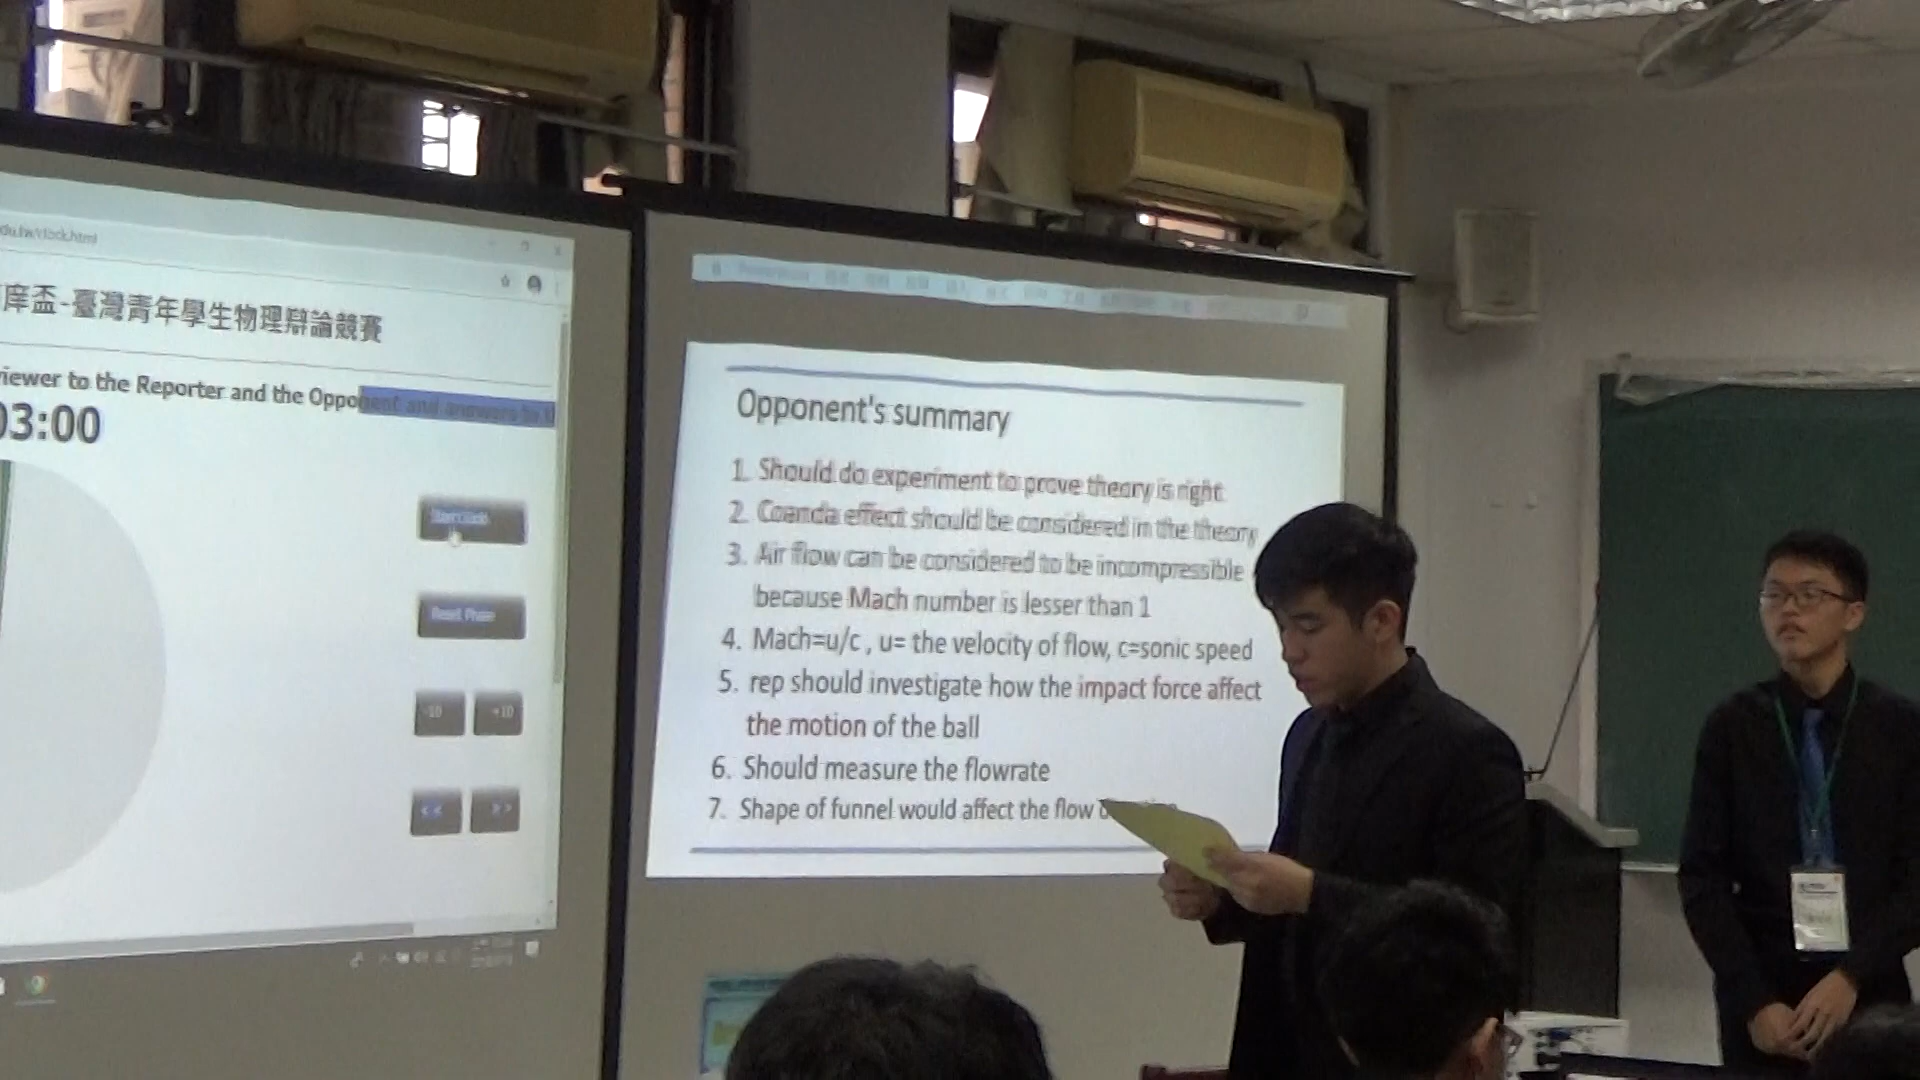 du.tw/clock.html
盃-臺灣青年學生物理辯論競賽
viewer to the Reporter and the Opponent and answers to
03:00
-10
+10
<<
>>
Opponent's summary
1. Should do experiment to prove theory is right
2. Coanda effect should be considered in the theory
3. Air flow can be considered to be incompressible
because Mach number is lesser than 1
4. Mach=u/c , u= the velocity of flow, c=sonic speed
5. rep should investigate how the impact force affect
the motion of the ball
6. Should measure the flowrate
7. Shape of funnel would affect the flow